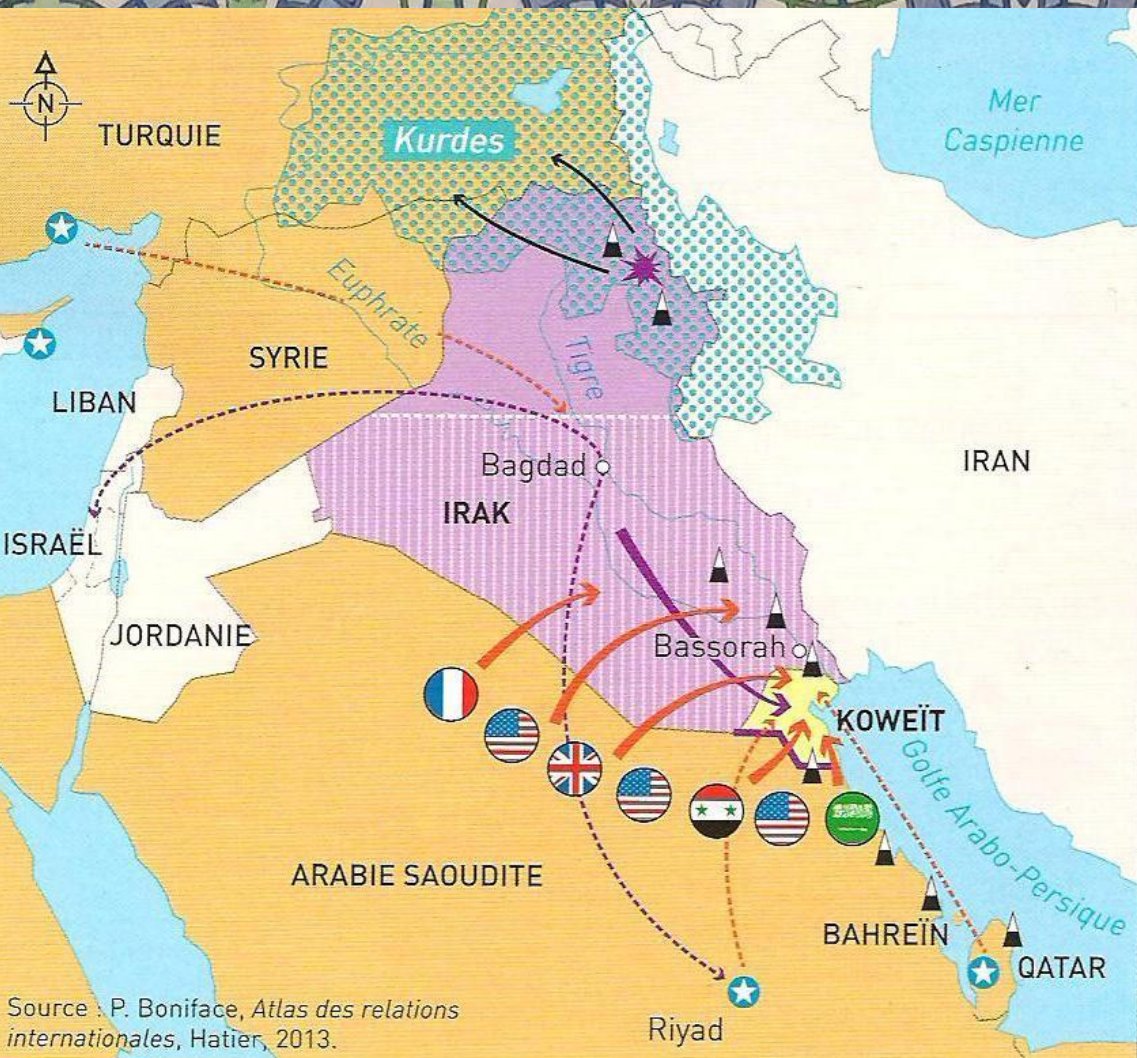 N
TURQUIE
Kurdes
Mer
Caspienne
Euphrate
SYRIE
Tigre
LIBAN
Bagdad
IRAN
IRAK
ISRAËL
JORDANIE
Bassorah
KOWEÏT
Golfe Arabo-Persique
ARABIE SAOUDITE
BAHREÏN
QATAR
Source : P. Boniface, Atlas des relations
internationales, Hatier, 2013.
Riyad